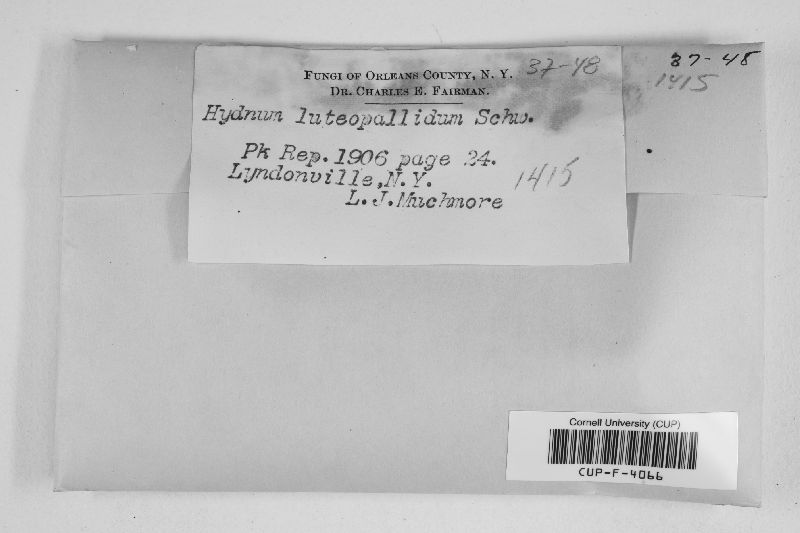 FUNGI OF ORLEANS COUNTY, N. Y. 37-48
DR. CHARLES E. FAIRMAN.
Hydnum luteopallidum Schw.
Pk Rep. 1906 page 24.
Lyndonville, N. Y.
1415
L. J. Muchmore
37-48
1415
Cornell University (CUP)
CUP-F-4066